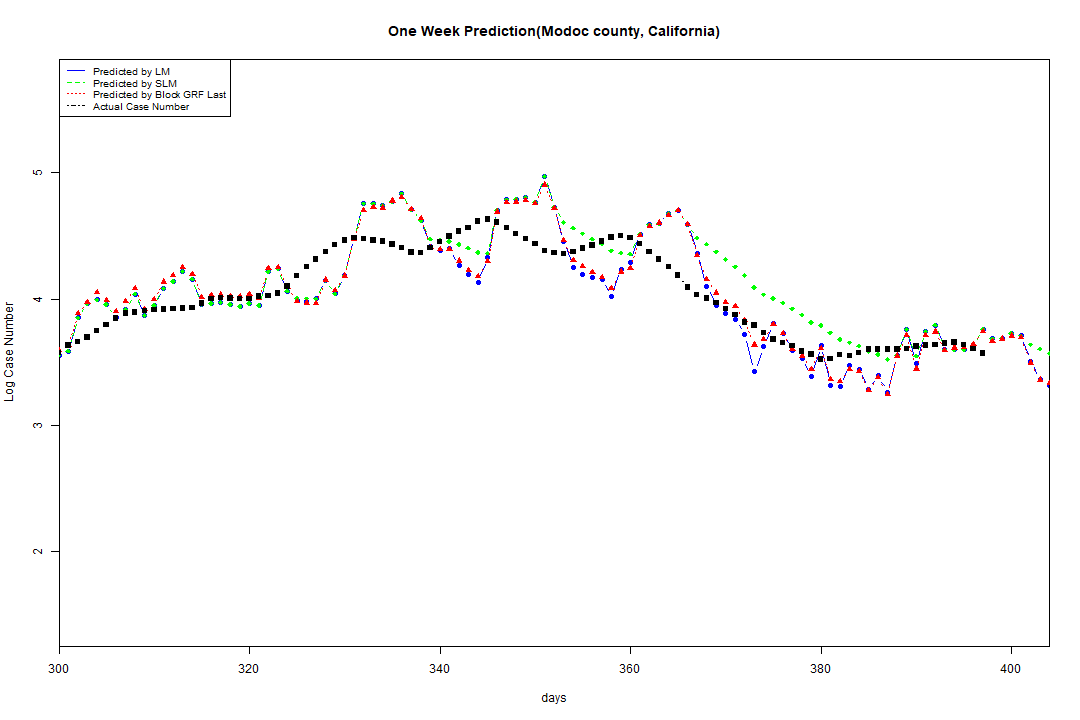 One Week Prediction(Modoc county, California)
Predicted by LM
Predicted by SLM
Predicted by Block GRF Last
Actual Case Number
5
4
3
2
Log Case Number
300 320 340 360 380 400
days